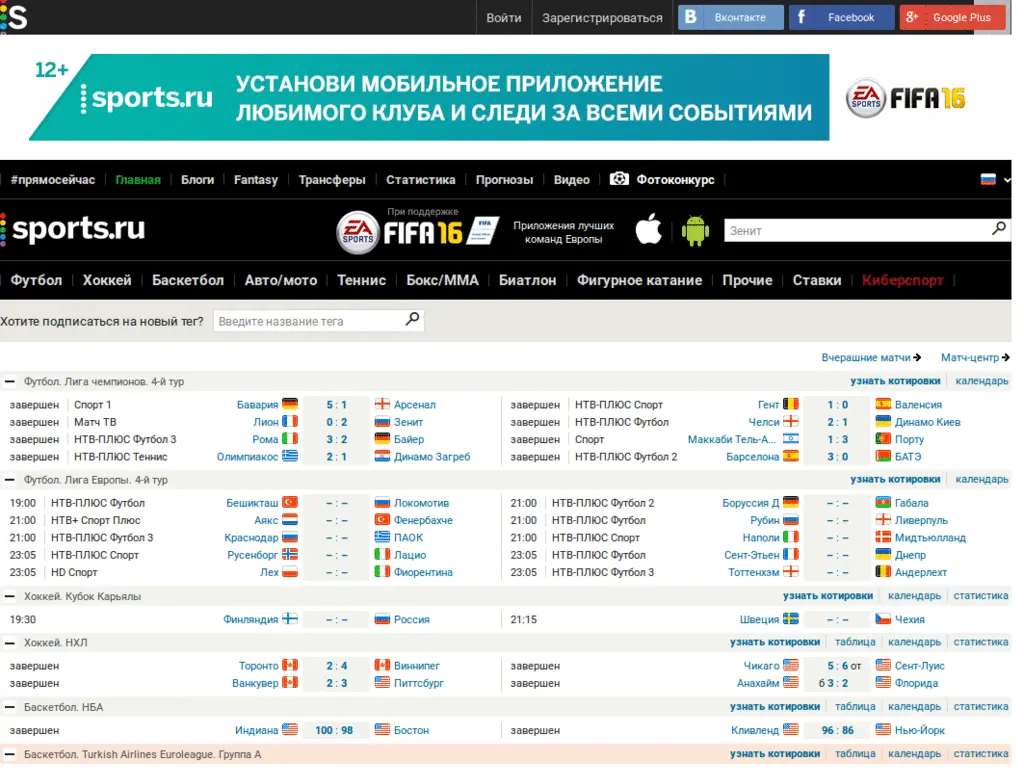 S Войти Зарегистрироваться B Вконтакте f Facebook g+ Google Plus
12+
sports.ru УСТАНОВИ МОБИЛЬНОЕ ПРИЛОЖЕНИЕ
ЛЮБИМОГО КЛУБА И СЛЕДИ ЗА ВСЕМИ СОБЫТИЯМИ
EA SPORTS FIFA 16
#прямосейчас Главная Блоги Fantasy Трансферы Статистика Прогнозы Видео Фотоконкурс
sports.ru При поддержке EA SPORTS FIFA 16 FIFA Приложения лучших команд Европы Зенит
Футбол Хоккей Баскетбол Авто/мото Теннис Бокс/MMA Биатлон Фигурное катание Прочие Ставки Киберспорт
Хотите подписаться на новый тег? Введите название тега
Вчерашние матчи Матч-центр
Футбол. Лига чемпионов. 4-й тур узнать котировки календарь
завершен Спорт 1 Бавария 5 : 1 Арсенал завершен НТВ-ПЛЮС Спорт Гент 1 : 0 Валенсия
завершен Матч ТВ Лион 0 : 2 Зенит завершен НТВ-ПЛЮС Футбол Челси 2 : 1 Динамо Киев
завершен НТВ-ПЛЮС Футбол 3 Рома 3 : 2 Байер завершен Спорт Маккаби Тель-А... 1 : 3 Порту
завершен НТВ-ПЛЮС Теннис Олимпиакос 2 : 1 Динамо Загреб завершен НТВ-ПЛЮС Футбол 2 Барселона 3 : 0 БАТЭ
Футбол. Лига Европы. 4-й тур узнать котировки календарь
19:00 НТВ-ПЛЮС Футбол Бешикташ – : – Локомотив 21:00 НТВ-ПЛЮС Футбол 2 Боруссия Д – : – Габала
21:00 НТВ+ Спорт Плюс Аякс – : – Фенербахче 21:00 НТВ-ПЛЮС Футбол Рубин – : – Ливерпуль
21:00 НТВ-ПЛЮС Футбол 3 Краснодар – : – ПАОК 21:00 НТВ-ПЛЮС Спорт Наполи – : – Мидтьюлланд
23:05 НТВ-ПЛЮС Спорт Русенборг – : – Лацио 23:05 НТВ-ПЛЮС Футбол Сент-Этьен – : – Днепр
23:05 HD Спорт Лех – : – Фиорентина 23:05 НТВ-ПЛЮС Футбол 3 Тоттенхэм – : – Андерлехт
Хоккей. Кубок Карьялы узнать котировки календарь статистика
19:30 Финляндия – : – Россия 21:15 Швеция – : – Чехия
Хоккей. НХЛ узнать котировки таблица календарь статистика
завершен Торонто 2 : 4 Виннипег завершен Чикаго 5 : 6 от Сент-Луис
завершен Ванкувер 2 : 3 Питтсбург завершен Анахайм б 3 : 2 Флорида
Баскетбол. НБА узнать котировки таблица календарь статистика
завершен Индиана 100 : 98 Бостон завершен Кливленд 96 : 86 Нью-Йорк
Баскетбол. Turkish Airlines Euroleague. Группа А узнать котировки таблица календарь статистика